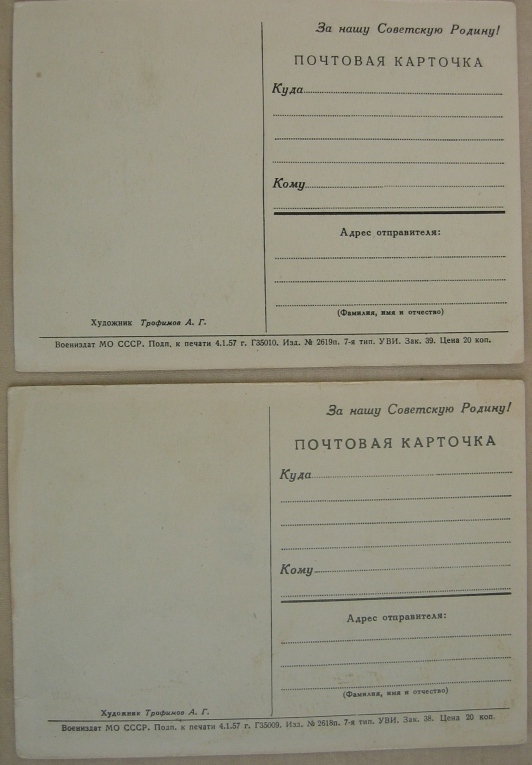 За нашу Советскую Родину!
ПОЧТОВАЯ КАРТОЧКА
Куда
Кому
Адрес отправителя:
(Фамилия, имя и отчество)
Художник Трофимов А. Г.
Воениздат МО СССР. Подп. к печати 4.1.57 г. Г35010. Изд. № 2619п. 7-я тип. УВИ. Зак. 39. Цена 20 коп.
За нашу Советскую Родину!
ПОЧТОВАЯ КАРТОЧКА
Куда
Кому
Адрес отправителя:
(Фамилия, имя и отчество)
Художник Трофимов А. Г.
Воениздат МО СССР. Подп. к печати 4.1.57 г. Г35009. Изд. № 2618п. 7-я тип. УВИ. Зак. 38. Цена 20 коп.